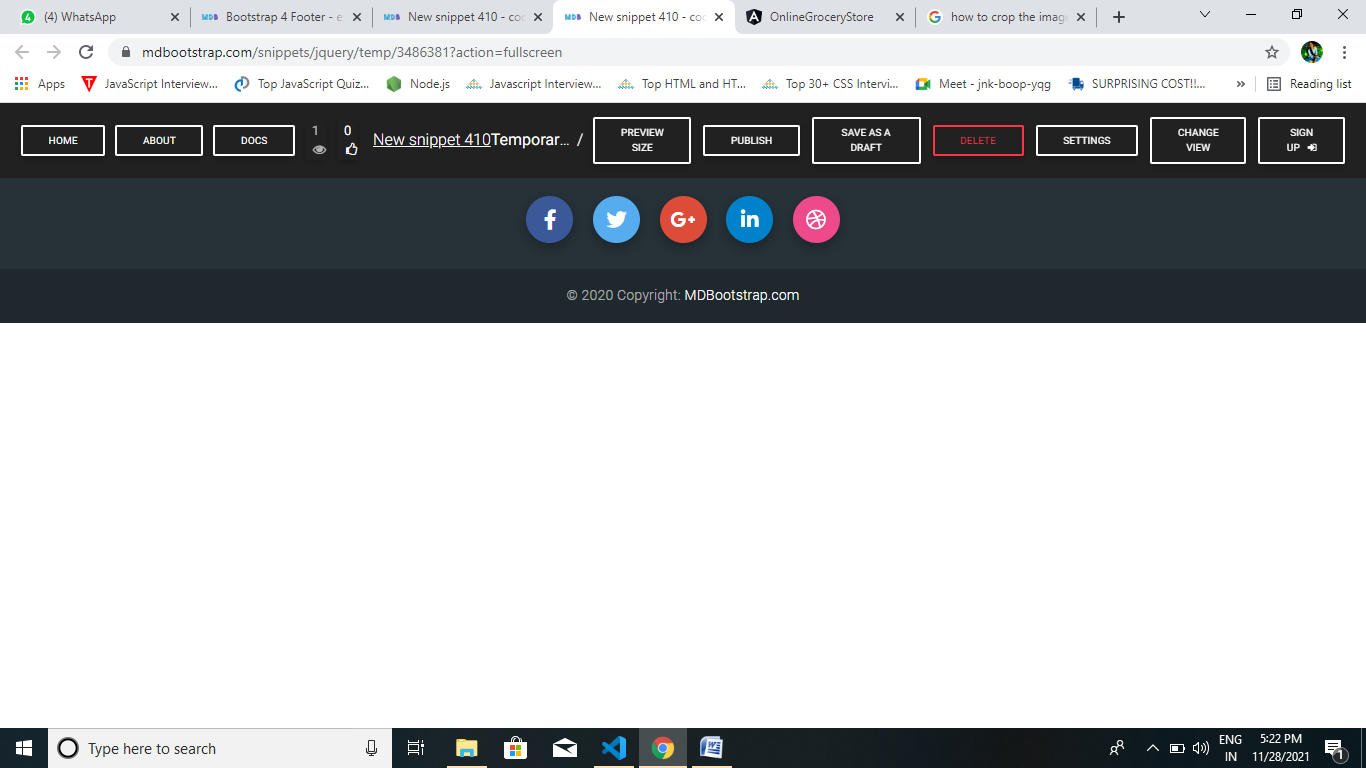 (4) WhatsApp
Bootstrap 4 Footer - e
New snippet 410 - cod
New snippet 410 - cod
OnlineGroceryStore
how to crop the imag
mdbootstrap.com/snippets/jquery/temp/3486381?action=fullscreen
Apps
JavaScript Interview...
Top JavaScript Quiz...
Node.js
Javascript Interview...
Top HTML and HT...
Top 30+ CSS Intervi...
Meet - jnk-boop-yqg
SURPRISING COST!!...
»
Reading list
HOME
ABOUT
DOCS
1
0
New snippet 410Temporar... /
PREVIEW
SIZE
PUBLISH
SAVE AS A
DRAFT
DELETE
SETTINGS
CHANGE
VIEW
SIGN
UP
© 2020 Copyright: MDBootstrap.com
Type here to search
ENG
IN
5:22 PM
11/28/2021
1